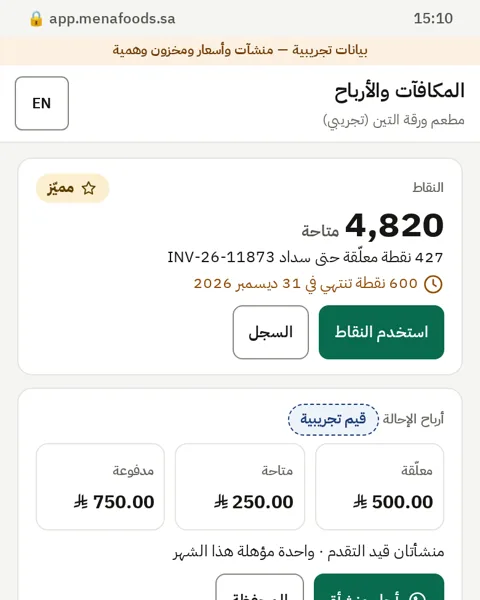 app.menafoods.sa
15:10
بيانات تجريبية — منشآت وأسعار ومخزون وهمية
المكافآت والأرباح
EN
مطعم ورقة التين (تجريبي)
النقاط
مميّز
4,820 متاحة
427 نقطة معلّقة حتى سداد INV-26-11873
600 نقطة تنتهي في 31 ديسمبر 2026
استخدم النقاط
السجل
أرباح الإحالة
قيم تجريبية
معلّقة
متاحة
مدفوعة
500.00
250.00
750.00
منشأتان قيد التقدم · واحدة مؤهلة هذا الشهر